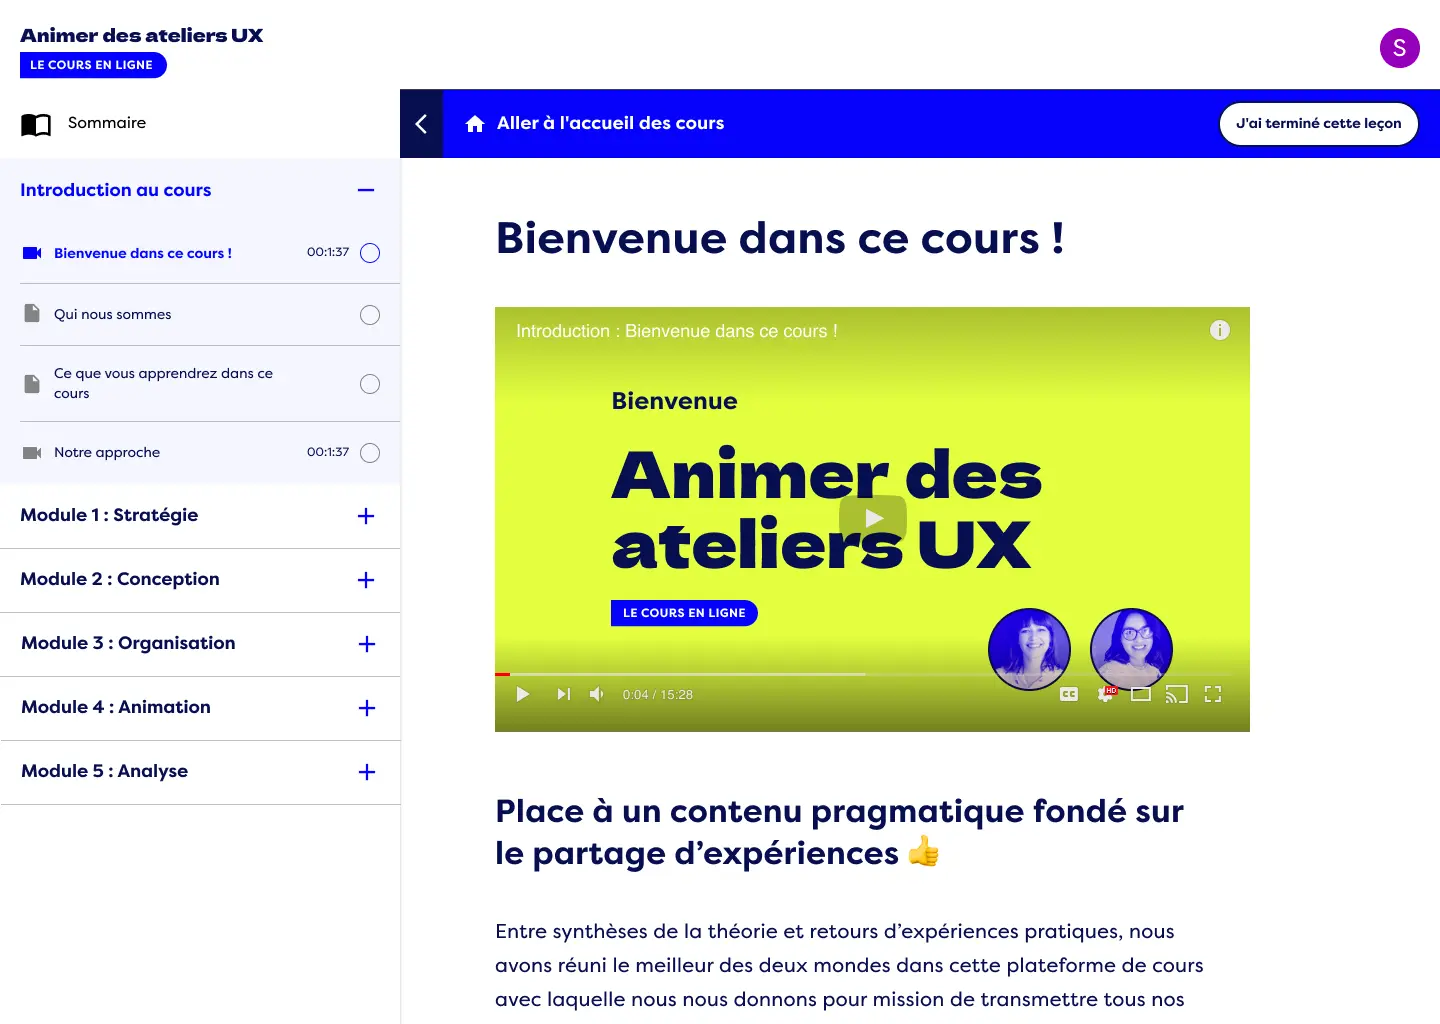 Animer des ateliers UX
LE COURS EN LIGNE
S
Sommaire
Aller à l'accueil des cours
J'ai terminé cette leçon
Introduction au cours
Bienvenue dans ce cours !
00:1:37
Qui nous sommes
Ce que vous apprendrez dans ce
cours
Notre approche
00:1:37
Module 1 : Stratégie
Module 2 : Conception
Module 3 : Organisation
Module 4 : Animation
Module 5 : Analyse
Bienvenue dans ce cours !
Introduction : Bienvenue dans ce cours !
i
Bienvenue
Animer des
ateliers UX
LE COURS EN LIGNE
0:04 / 15:28
CC
HD
Place à un contenu pragmatique fondé sur
le partage d’expériences 👍
Entre synthèses de la théorie et retours d’expériences pratiques, nous
avons réuni le meilleur des deux mondes dans cette plateforme de cours
avec laquelle nous nous donnons pour mission de transmettre tous nos